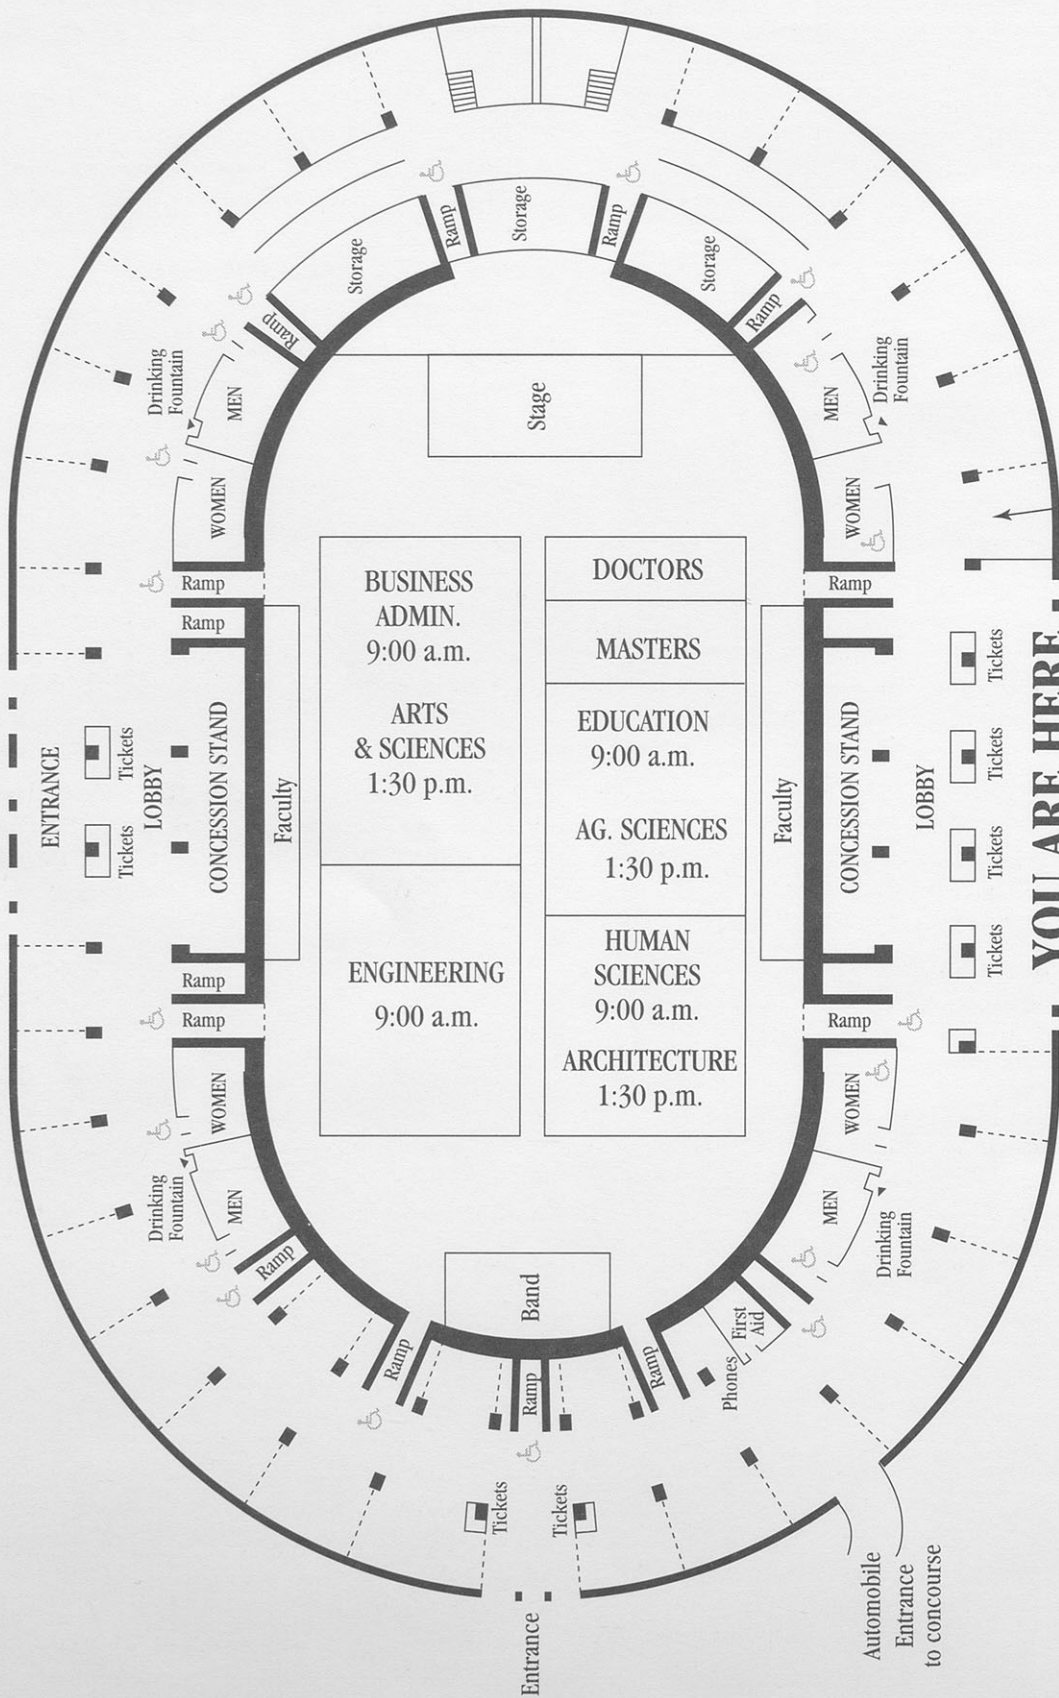 Storage
Ramp
Storage
Ramp
Storage
Ramp
Ramp
Drinking
Fountain
MEN
WOMEN
Ramp
Ramp
Stage
MEN
Drinking
Fountain
WOMEN
Ramp
BUSINESS
ADMIN.
9:00 a.m.
ARTS
& SCIENCES
1:30 p.m.
ENGINEERING
9:00 a.m.
DOCTORS
MASTERS
EDUCATION
9:00 a.m.
AG. SCIENCES
1:30 p.m.
HUMAN
SCIENCES
9:00 a.m.
ARCHITECTURE
1:30 p.m.
ENTRANCE
Tickets
Tickets
LOBBY
CONCESSION STAND
Faculty
Faculty
CONCESSION STAND
LOBBY
Tickets
Tickets
Tickets
Tickets
YOU ARE HERE
Ramp
Ramp
WOMEN
MEN
Drinking
Fountain
Ramp
Ramp
Band
Ramp
Ramp
Ramp
WOMEN
MEN
Drinking
Fountain
First
Aid
Phones
Tickets
Tickets
Entrance
Automobile
Entrance
to concourse